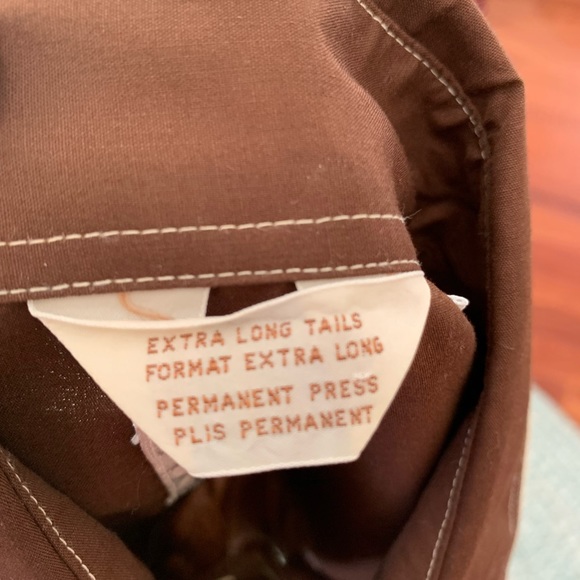 EXTRA LONG TAILS
FORMAT EXTRA LONG
PERMANENT PRESS
PLIS PERMANENT